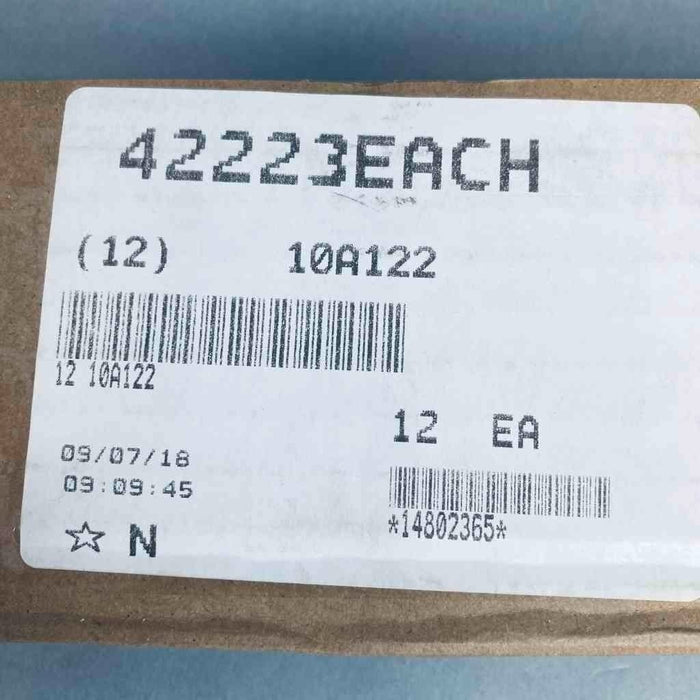 42223EACH
(12) 10A122
12 10A122
12 EA
09/07/18
09:09:45
*14802365*
☆ N